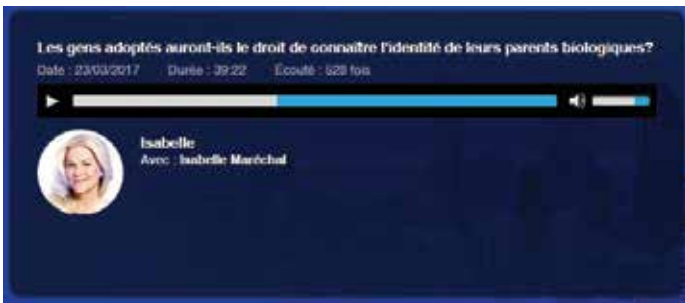 Les gens adoptés auront-ils le droit de connaître l'identité de leurs parents biologiques?
Date : 23/03/2017 Durée : 39:22 Écouté : 528 fois
Isabelle
Avec : Isabelle Maréchal